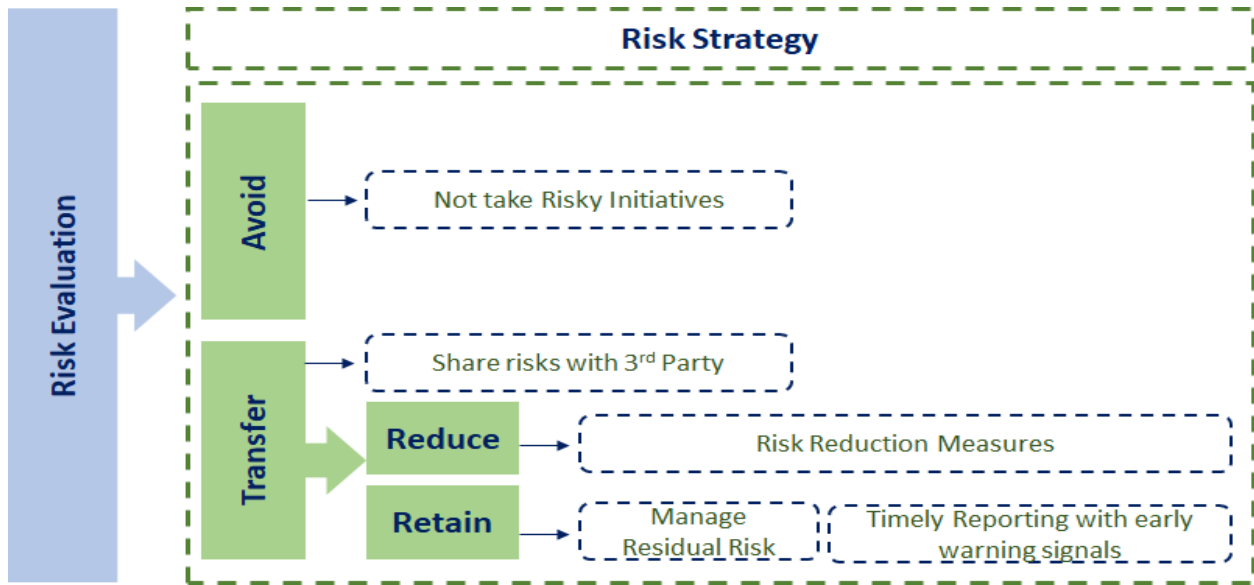 Risk Strategy
Risk Evaluation
Avoid
Not take Risky Initiatives
Transfer
Share risks with 3rd Party
Reduce
Risk Reduction Measures
Retain
Manage
Residual Risk
Timely Reporting with early
warning signals